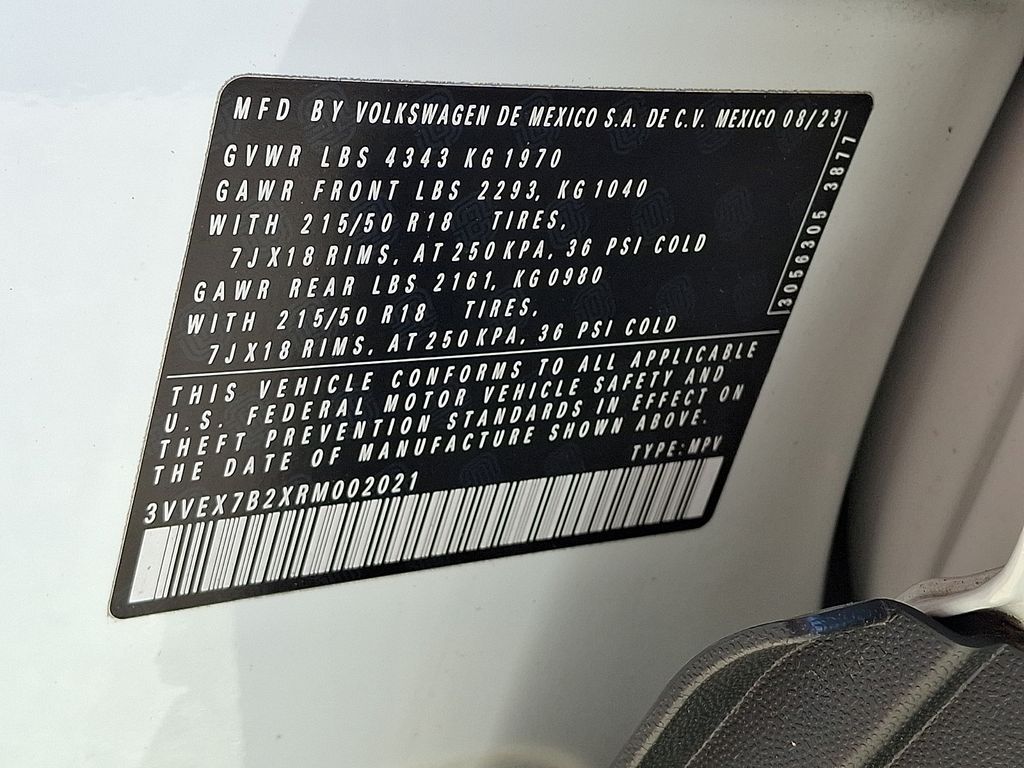 MFD BY VOLKSWAGEN DE MEXICO S.A. DE C.V. MEXICO 08/23
GVWR LBS 4343 KG 1970
GAWR FRONT LBS 2293, KG 1040
WITH 215/50 R18 TIRES,
7JX18 RIMS, AT 250 KPA, 36 PSI COLD
GAWR REAR LBS 2161, KG 0980
WITH 215/50 R18 TIRES,
7JX18 RIMS, AT 250 KPA, 36 PSI COLD
3056305 3877
THIS VEHICLE CONFORMS TO ALL APPLICABLE
U.S. FEDERAL MOTOR VEHICLE SAFETY AND
THEFT PREVENTION STANDARDS IN EFFECT ON
THE DATE OF MANUFACTURE SHOWN ABOVE.
3VVEX7B2XRM002021 TYPE: MPV